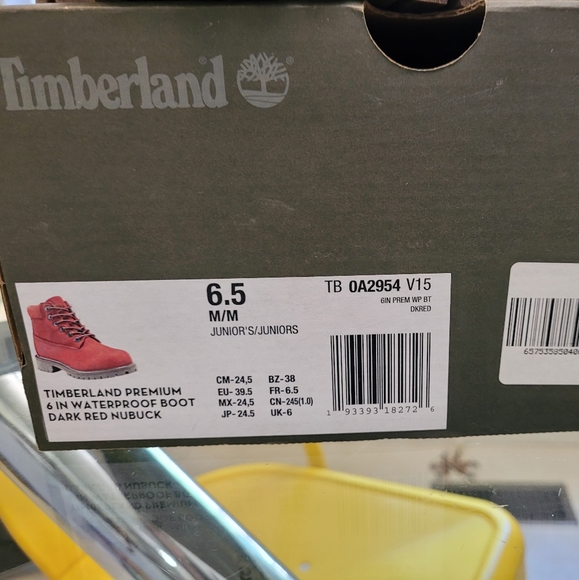 Timberland
6.5
M/M
JUNIOR'S/JUNIORS
TB 0A2954 V15
6IN PREM WP BT
DKRED
TIMBERLAND PREMIUM
6 IN WATERPROOF BOOT
DARK RED NUBUCK
CM-24,5 BZ-38
EU- 39.5 FR-6.5
MX-24,5 CN-245(1.0)
JP- 24.5 UK-6
1 93393 18272 6